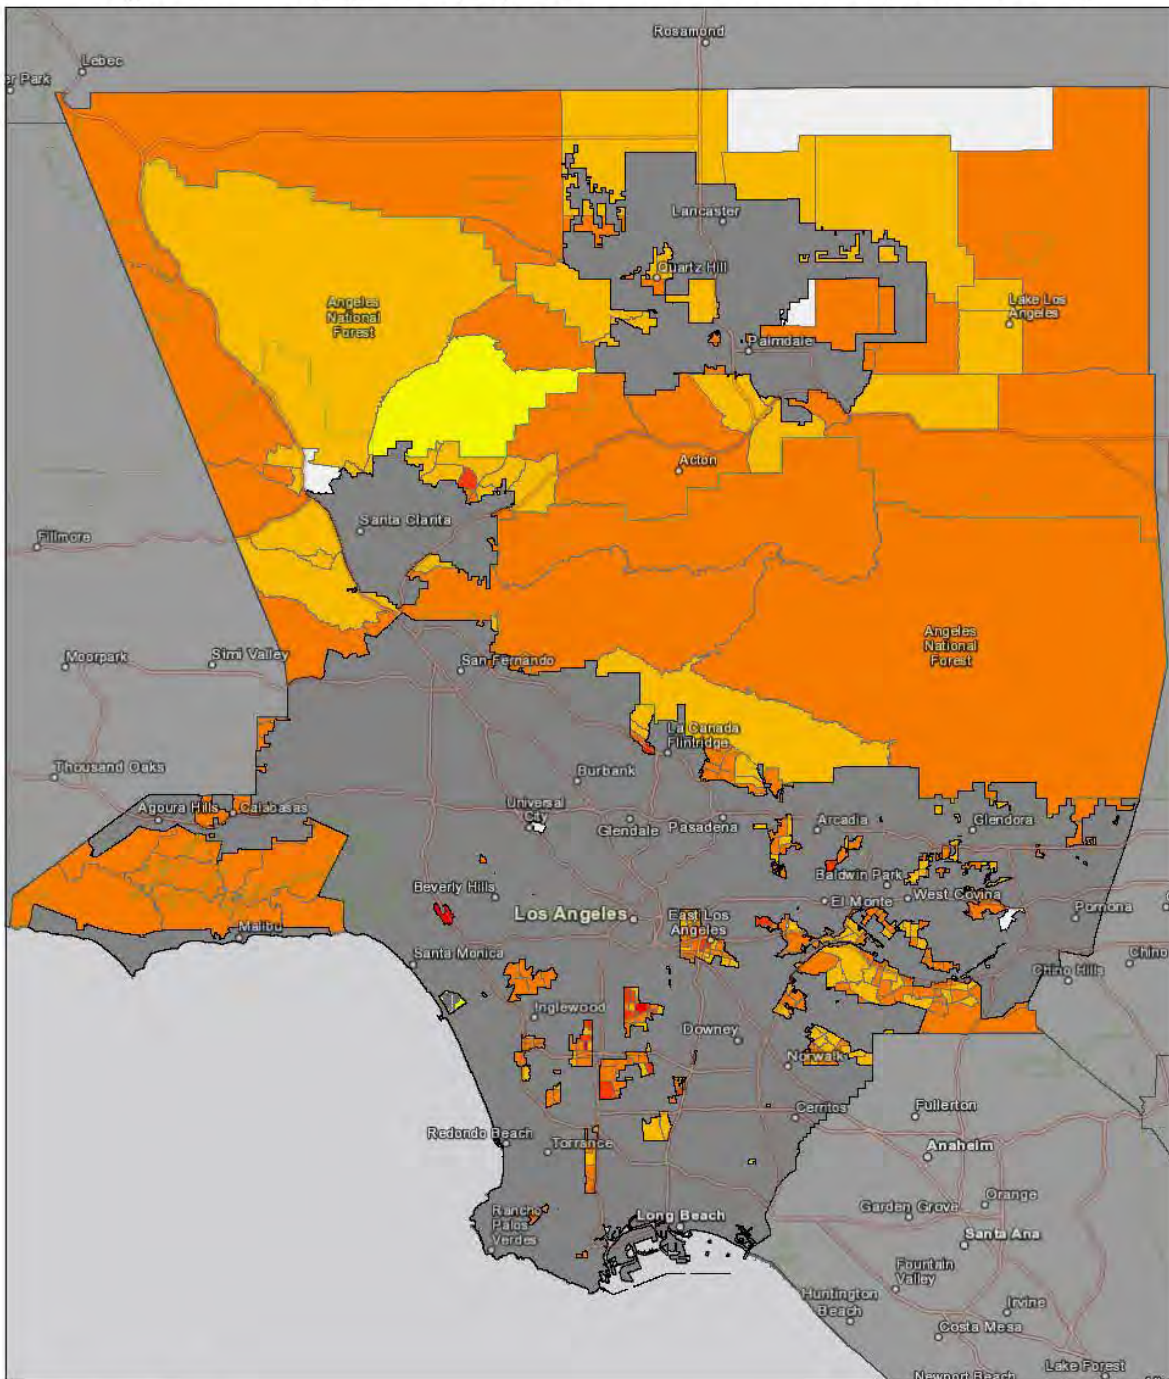 Rosamond
Lebec
er Park
Lancaster
Quartz Hill
Angeles
National
Forest
Lake Los
Angeles
Palmdale
Acton
Santa Clarita
Fillmore
Angeles
National
Forest
Moorpark
Simi Valley
San Fernando
La Canada
Flintridge
Thousand Oaks
Burbank
Agoura Hills
Calabasas
Universal
City
Glendale
Pasadena
Arcadia
Glendora
Baldwin Park
Beverly Hills
El Monte
West Covina
Los Angeles
East Los
Angeles
Pomona
Malibu
Santa Monica
Chino
Chino Hills
Inglewood
Downey
Norwalk
Cerritos
Fullerton
Redondo Beach
Torrance
Anaheim
Rancho
Palos
Verdes
Long Beach
Garden Grove
Orange
Santa Ana
Fountain
Valley
Huntington
Beach
Irvine
Costa Mesa
Newport Beach
Lake Forest